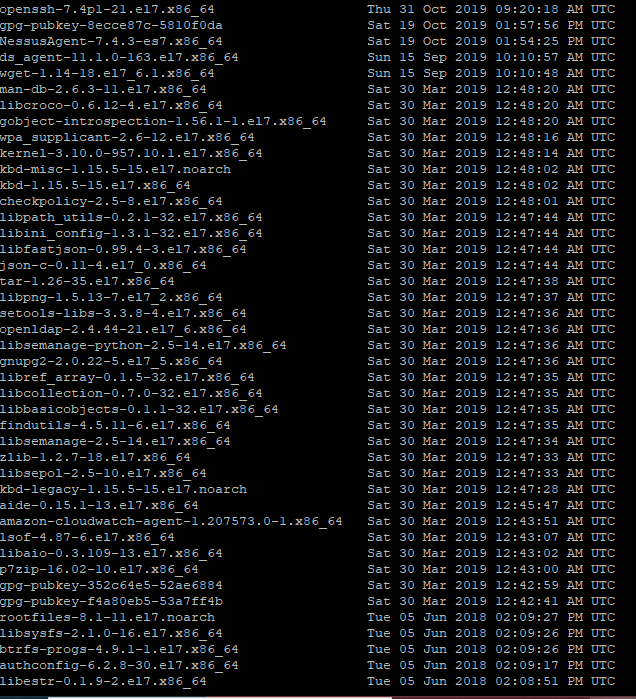 openssh-7.4p1-21.el7.x86_64 Thu 31 Oct 2019 09:20:18 AM UTC
gpg-pubkey-8ecce87c-5810f0da Sat 19 Oct 2019 01:57:56 PM UTC
NessusAgent-7.4.3-es7.x86_64 Sat 19 Oct 2019 01:54:25 PM UTC
ds_agent-11.1.0-163.el7.x86_64 Sun 15 Sep 2019 10:10:57 AM UTC
wget-1.14-18.el7_6.1.x86_64 Sun 15 Sep 2019 10:10:48 AM UTC
man-db-2.6.3-11.el7.x86_64 Sat 30 Mar 2019 12:48:20 AM UTC
libcroco-0.6.12-4.el7.x86_64 Sat 30 Mar 2019 12:48:20 AM UTC
gobject-introspection-1.56.1-1.el7.x86_64 Sat 30 Mar 2019 12:48:20 AM UTC
wpa_supplicant-2.6-12.el7.x86_64 Sat 30 Mar 2019 12:48:16 AM UTC
kernel-3.10.0-957.10.1.el7.x86_64 Sat 30 Mar 2019 12:48:14 AM UTC
kbd-misc-1.15.5-15.el7.noarch Sat 30 Mar 2019 12:48:02 AM UTC
kbd-1.15.5-15.el7.x86_64 Sat 30 Mar 2019 12:48:02 AM UTC
checkpolicy-2.5-8.el7.x86_64 Sat 30 Mar 2019 12:48:01 AM UTC
libpath_utils-0.2.1-32.el7.x86_64 Sat 30 Mar 2019 12:47:44 AM UTC
libini_config-1.3.1-32.el7.x86_64 Sat 30 Mar 2019 12:47:44 AM UTC
libfastjson-0.99.4-3.el7.x86_64 Sat 30 Mar 2019 12:47:44 AM UTC
json-c-0.11-4.el7_0.x86_64 Sat 30 Mar 2019 12:47:44 AM UTC
tar-1.26-35.el7.x86_64 Sat 30 Mar 2019 12:47:38 AM UTC
libpng-1.5.13-7.el7_2.x86_64 Sat 30 Mar 2019 12:47:37 AM UTC
setools-libs-3.3.8-4.el7.x86_64 Sat 30 Mar 2019 12:47:36 AM UTC
openldap-2.4.44-21.el7_6.x86_64 Sat 30 Mar 2019 12:47:36 AM UTC
libsemanage-python-2.5-14.el7.x86_64 Sat 30 Mar 2019 12:47:36 AM UTC
gnupg2-2.0.22-5.el7_5.x86_64 Sat 30 Mar 2019 12:47:36 AM UTC
libref_array-0.1.5-32.el7.x86_64 Sat 30 Mar 2019 12:47:35 AM UTC
libcollection-0.7.0-32.el7.x86_64 Sat 30 Mar 2019 12:47:35 AM UTC
libbasicobjects-0.1.1-32.el7.x86_64 Sat 30 Mar 2019 12:47:35 AM UTC
findutils-4.5.11-6.el7.x86_64 Sat 30 Mar 2019 12:47:35 AM UTC
libsemanage-2.5-14.el7.x86_64 Sat 30 Mar 2019 12:47:34 AM UTC
zlib-1.2.7-18.el7.x86_64 Sat 30 Mar 2019 12:47:33 AM UTC
libsepol-2.5-10.el7.x86_64 Sat 30 Mar 2019 12:47:33 AM UTC
kbd-legacy-1.15.5-15.el7.noarch Sat 30 Mar 2019 12:47:28 AM UTC
aide-0.15.1-13.el7.x86_64 Sat 30 Mar 2019 12:45:47 AM UTC
amazon-cloudwatch-agent-1.207573.0-1.x86_64 Sat 30 Mar 2019 12:43:51 AM UTC
lsof-4.87-6.el7.x86_64 Sat 30 Mar 2019 12:43:07 AM UTC
libaio-0.3.109-13.el7.x86_64 Sat 30 Mar 2019 12:43:02 AM UTC
p7zip-16.02-10.el7.x86_64 Sat 30 Mar 2019 12:43:00 AM UTC
gpg-pubkey-352c64e5-52ae6884 Sat 30 Mar 2019 12:42:59 AM UTC
gpg-pubkey-f4a80eb5-53a7ff4b Sat 30 Mar 2019 12:42:41 AM UTC
rootfiles-8.1-11.el7.noarch Tue 05 Jun 2018 02:09:27 PM UTC
libsysfs-2.1.0-16.el7.x86_64 Tue 05 Jun 2018 02:09:26 PM UTC
btrfs-progs-4.9.1-1.el7.x86_64 Tue 05 Jun 2018 02:09:26 PM UTC
authconfig-6.2.8-30.el7.x86_64 Tue 05 Jun 2018 02:09:17 PM UTC
libestr-0.1.9-2.el7.x86_64 Tue 05 Jun 2018 02:08:51 PM UTC